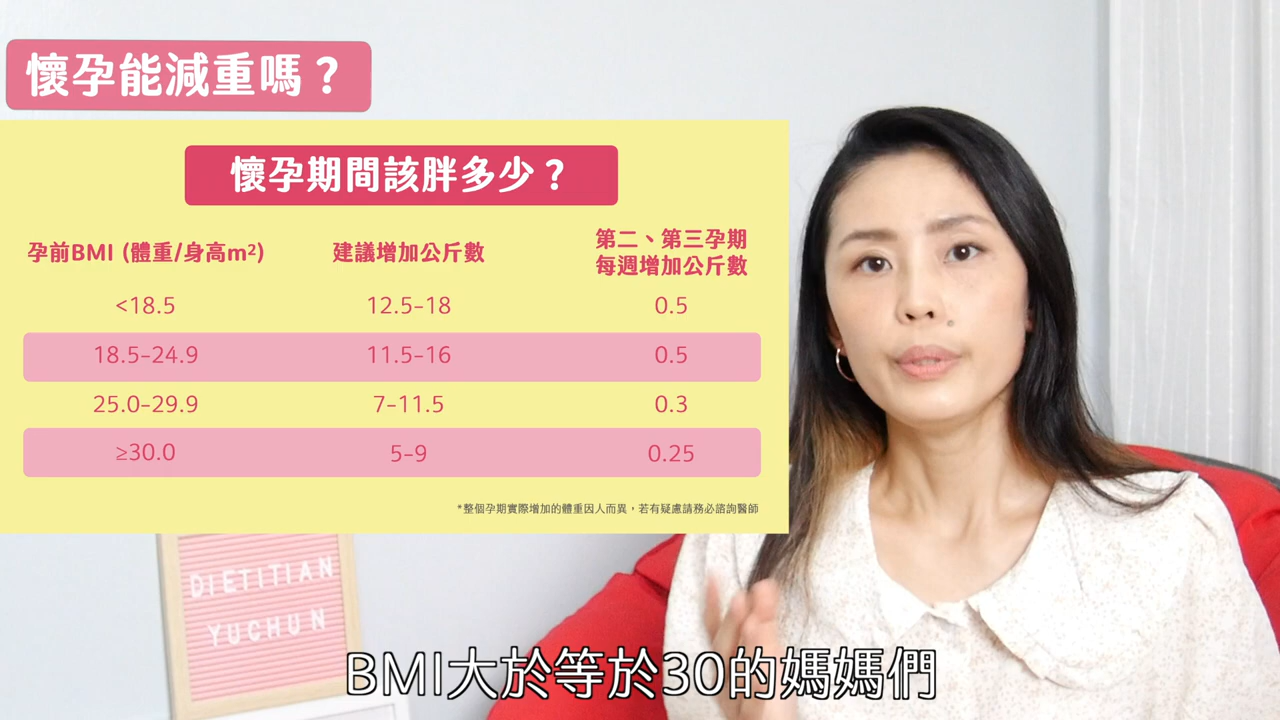 懷孕能減重嗎？
懷孕期間該胖多少？
孕前BMI (體重/身高m²) 建議增加公斤數 第二、第三孕期
每週增加公斤數
<18.5 12.5-18 0.5
18.5-24.9 11.5-16 0.5
25.0-29.9 7-11.5 0.3
≥30.0 5-9 0.25
*整個孕期實際增加的體重因人而異，若有疑慮請務必諮詢醫師
DIETITIAN
YUCHUN
BMI大於等於30的媽媽們